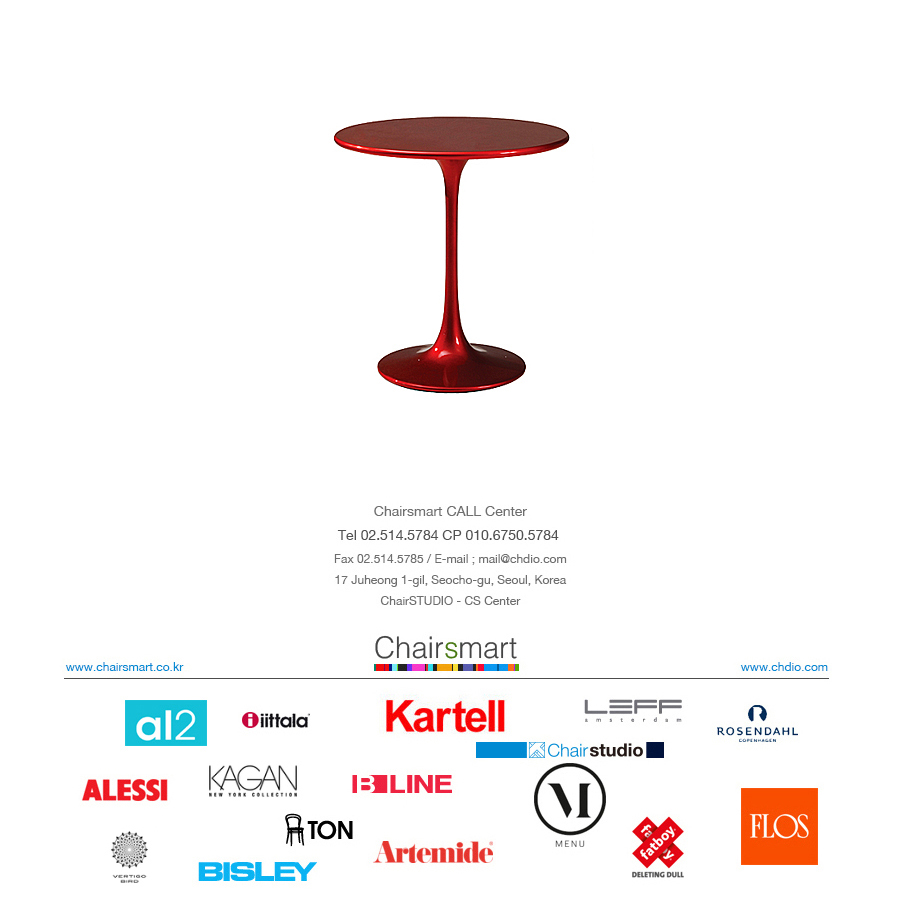 Chairsmart CALL Center
Tel 02.514.5784 CP 010.6750.5784
Fax 02.514.5785 / E-mail ; mail@chdio.com
17 Juheong 1-gil, Seocho-gu, Seoul, Korea
ChairSTUDIO - CS Center
Chairsmart
www.chairsmart.co.kr
www.chdio.com
al2
iittala
Kartell
LEFF
amsterdam
ROSENDAHL
COPENHAGEN
Chairstudio
ALESSI
KAGAN
NEW YORK COLLECTION
BLINE
M
MENU
FLOS
TON
Artemide®
fatboy.
DELETING DULL
VERTIGO
BIRD
BISLEY